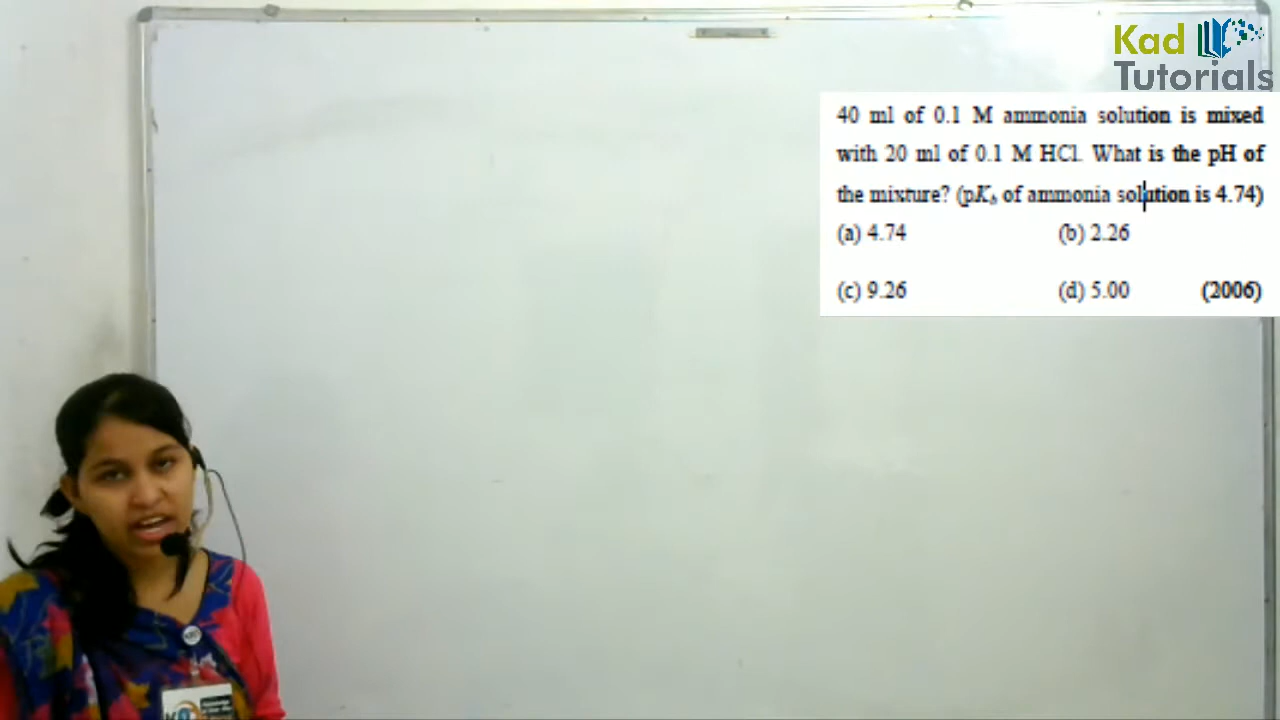 Kad
Tutorials
40 ml of 0.1 M ammonia solution is mixed
with 20 ml of 0.1 M HCl. What is the pH of
the mixture? (pK_b of ammonia solution is 4.74)
(a) 4.74 (b) 2.26
(c) 9.26 (d) 5.00 (2006)